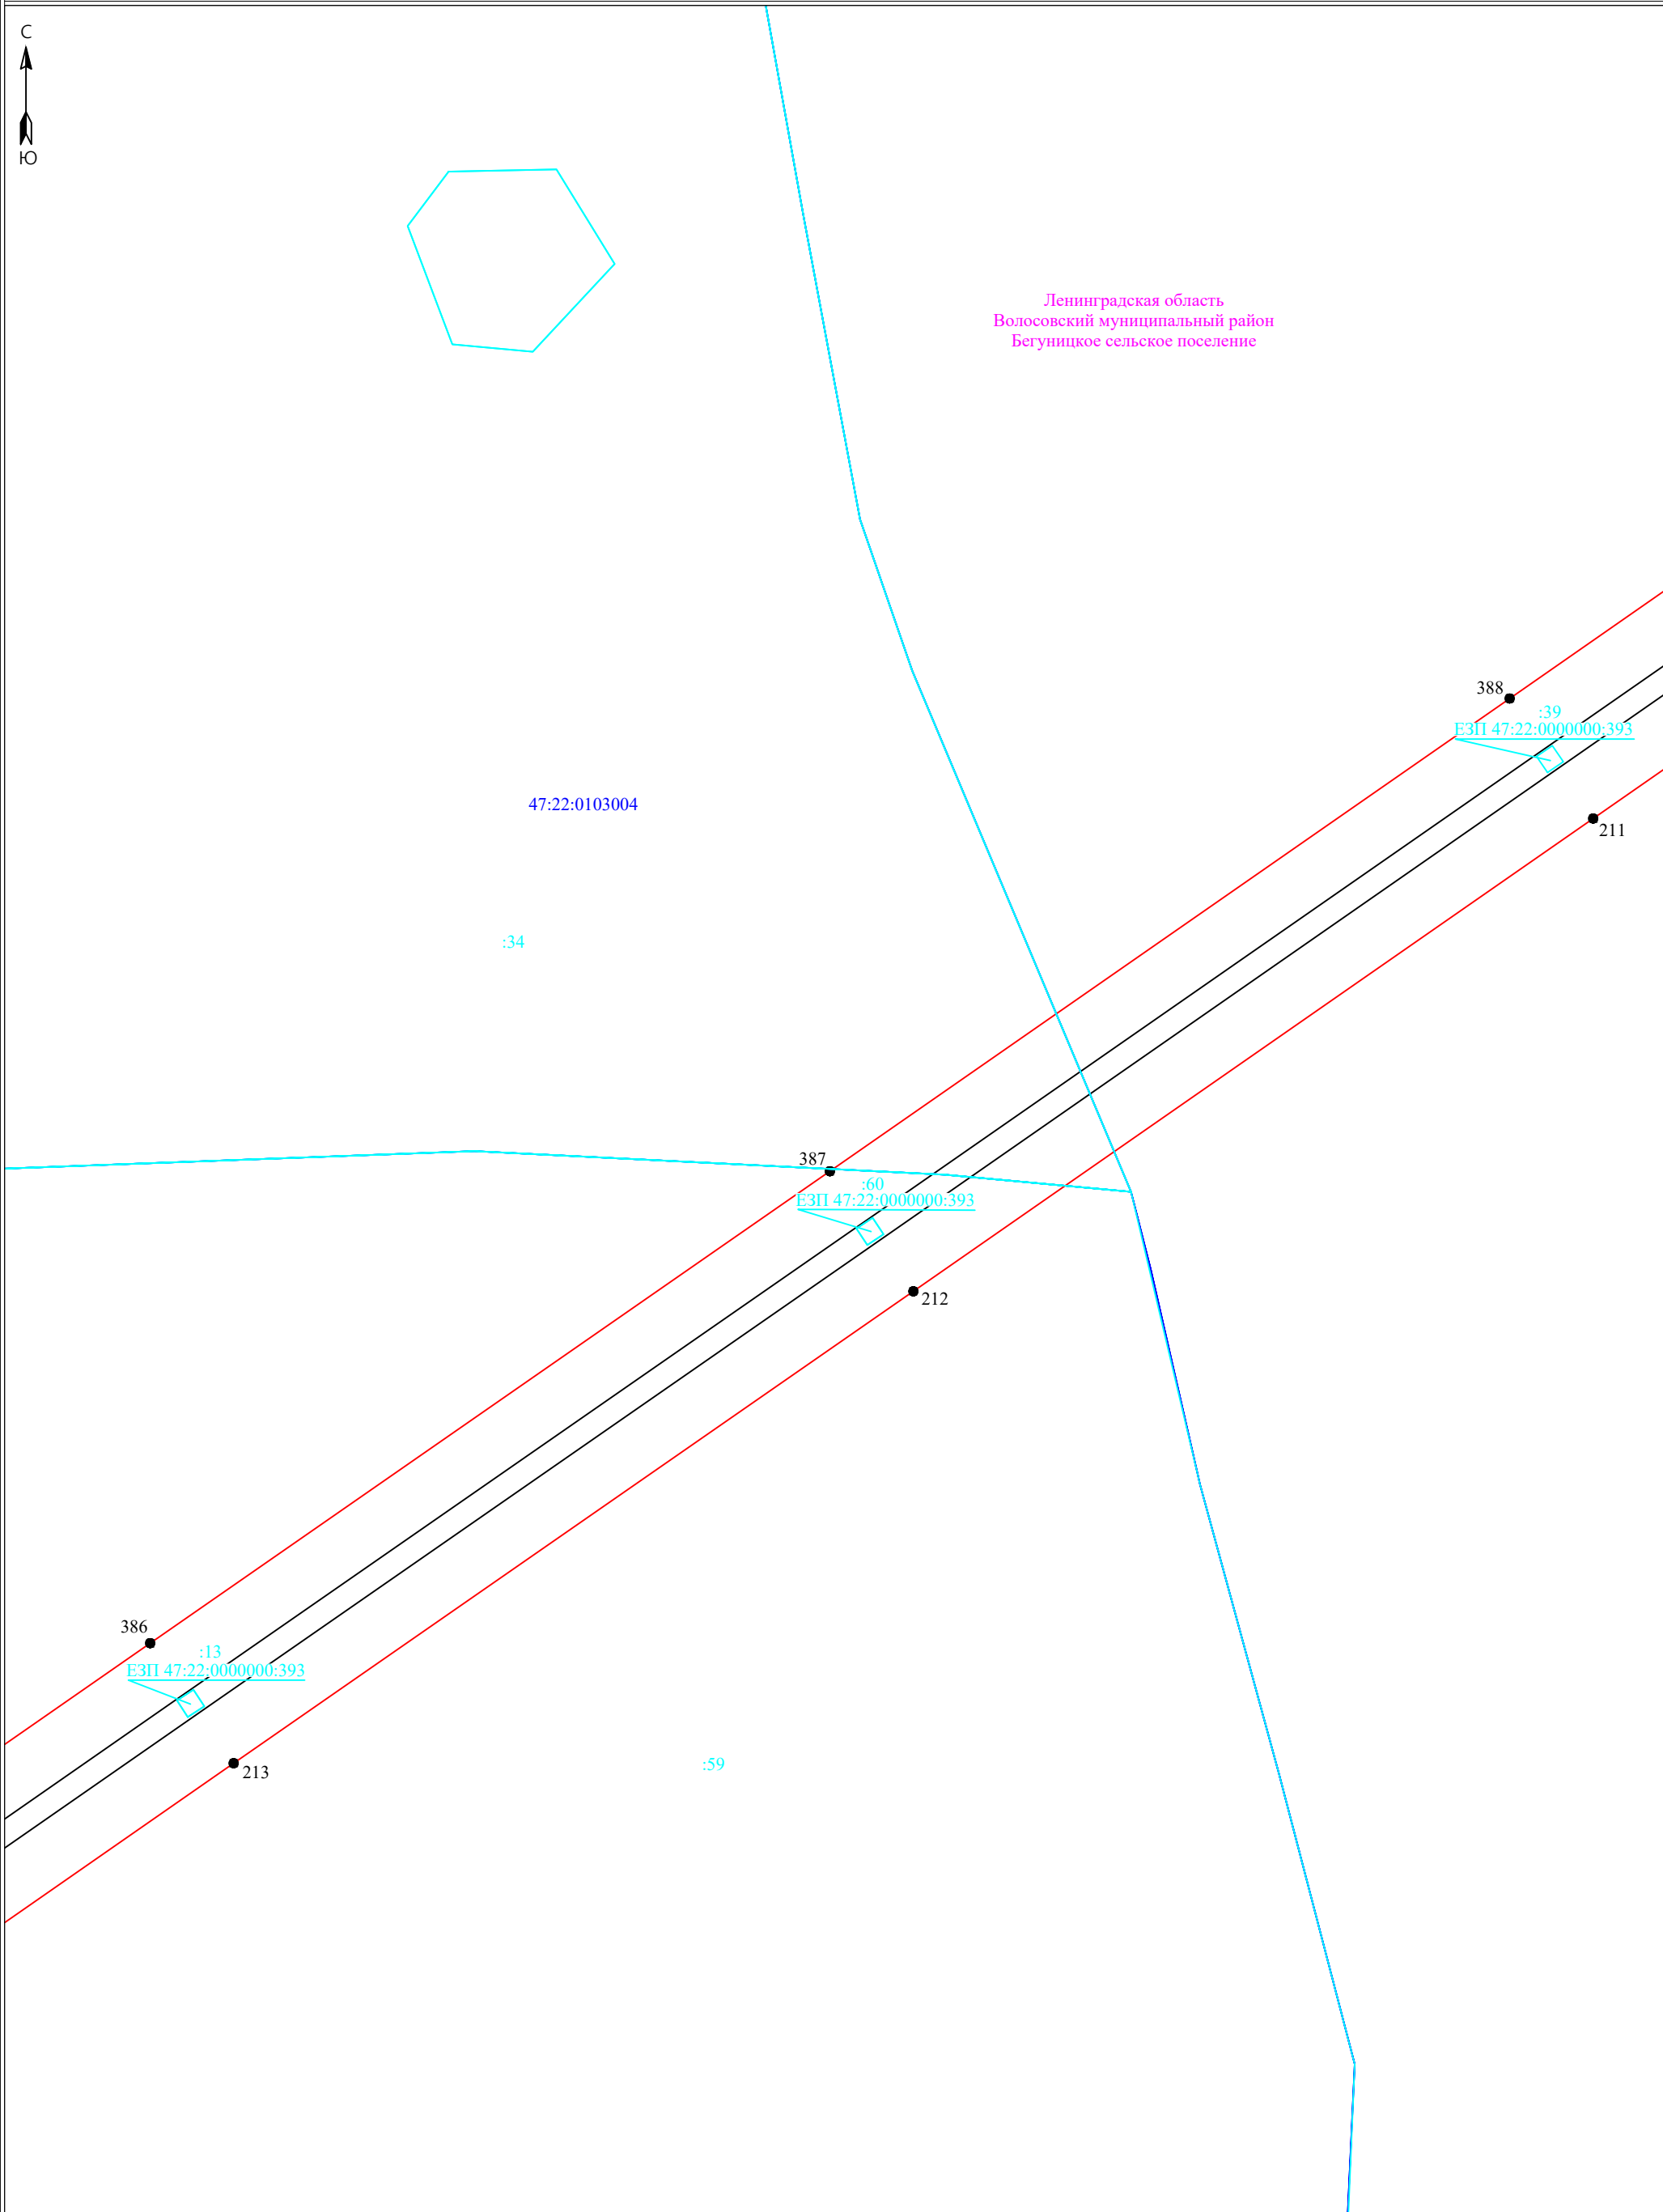 С
Ю
Ленинградская область
Волосовский муниципальный район
Бегуницкое сельское поселение
388
:39
ЕЗП 47:22:0000000:393
47:22:0103004
211
:34
387
:60
ЕЗП 47:22:0000000:393
212
386
:13
ЕЗП 47:22:0000000:393
213
:59